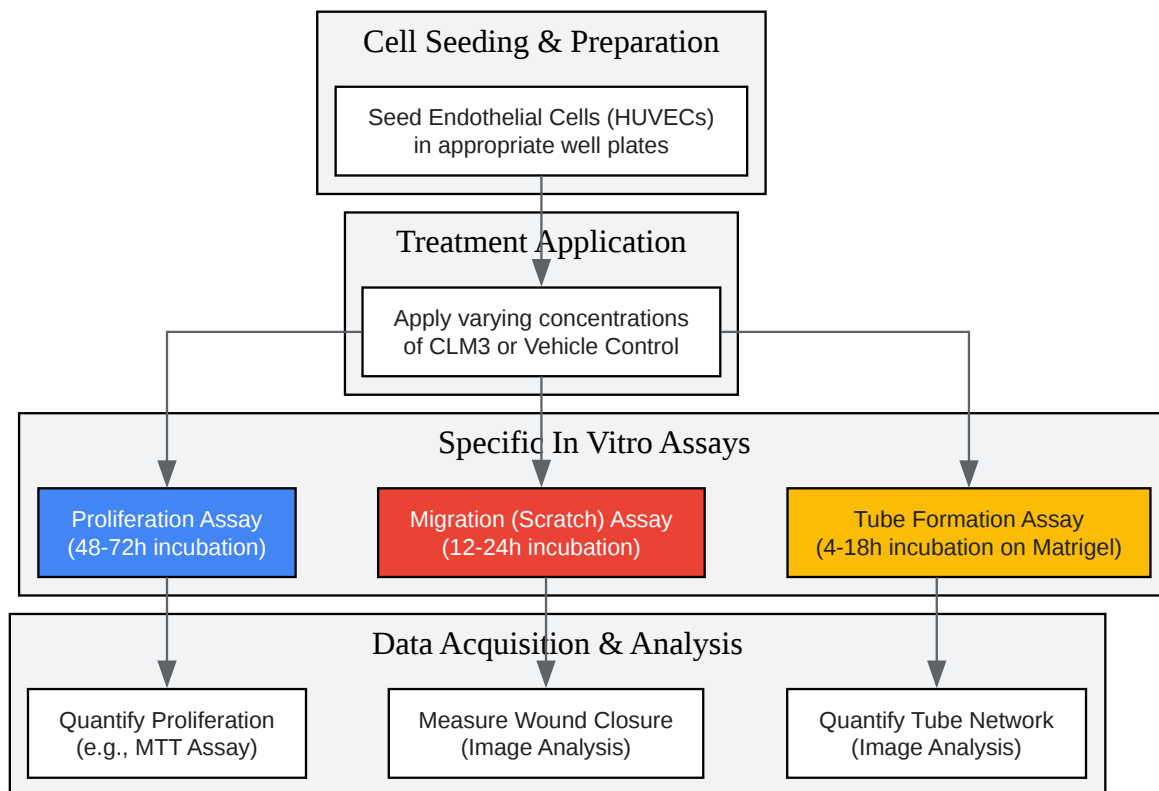 Cell Seeding & Preparation
Seed Endothelial Cells (HUVECs)
in appropriate well plates
Treatment Application
Apply varying concentrations
of CLM3 or Vehicle Control
Specific In Vitro Assays
Proliferation Assay
(48-72h incubation)
Migration (Scratch) Assay
(12-24h incubation)
Tube Formation Assay
(4-18h incubation on Matrigel)
Data Acquisition & Analysis
Quantify Proliferation
(e.g., MTT Assay)
Measure Wound Closure
(Image Analysis)
Quantify Tube Network
(Image Analysis)